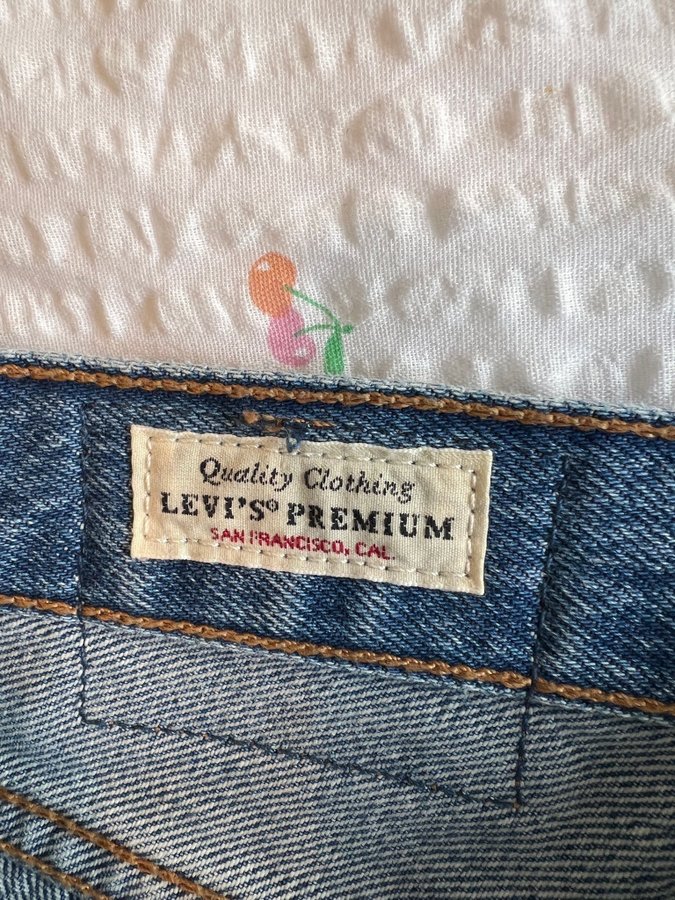 Quality Clothing
LEVI'S® PREMIUM
SAN FRANCISCO, CAL